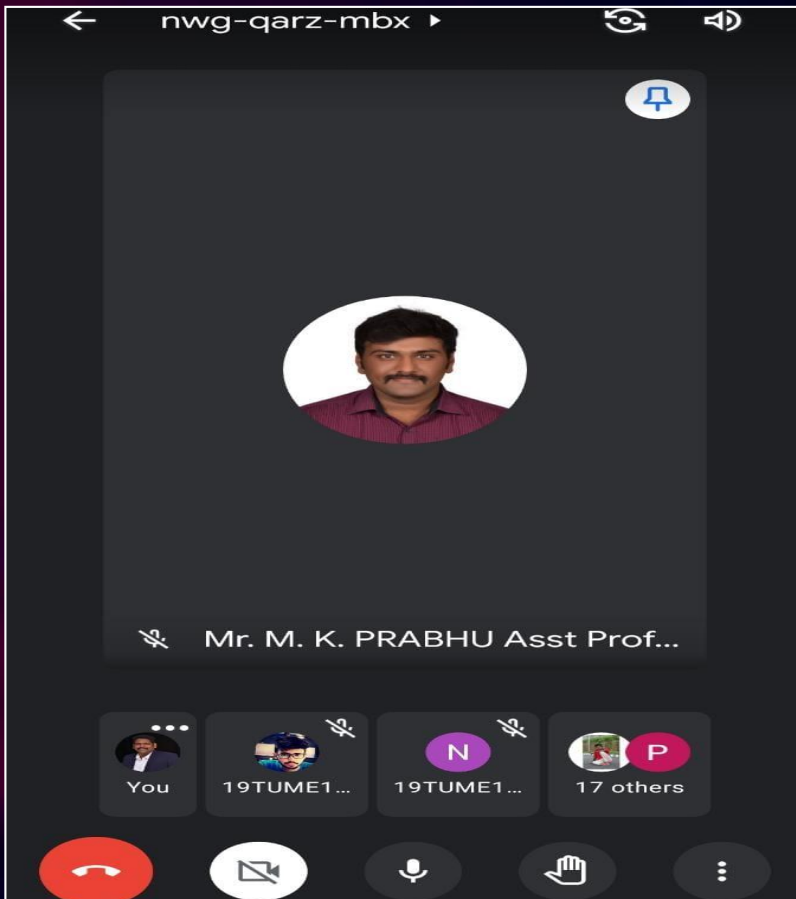 nwg-qarz-mbx
Mr. M. K. PRABHU Asst Prof...
N
P
You
19TUME1...
19TUME1...
17 others